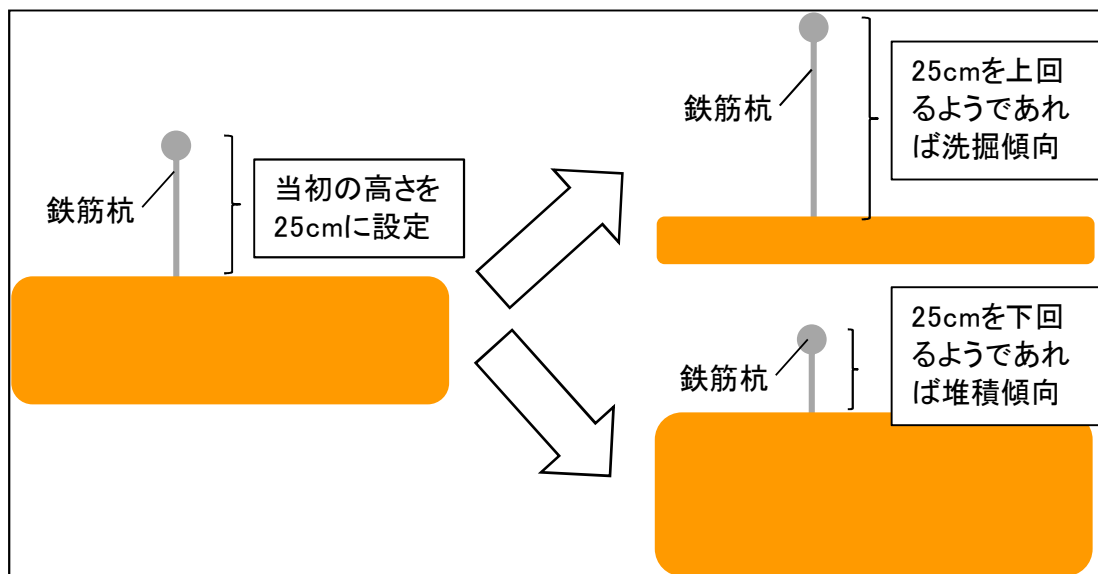 鉄筋杭
当初の高さを
25cmに設定
鉄筋杭
25cmを上回
るようであれ
ば洗掘傾向
鉄筋杭
25cmを下回
るようであれ
ば堆積傾向